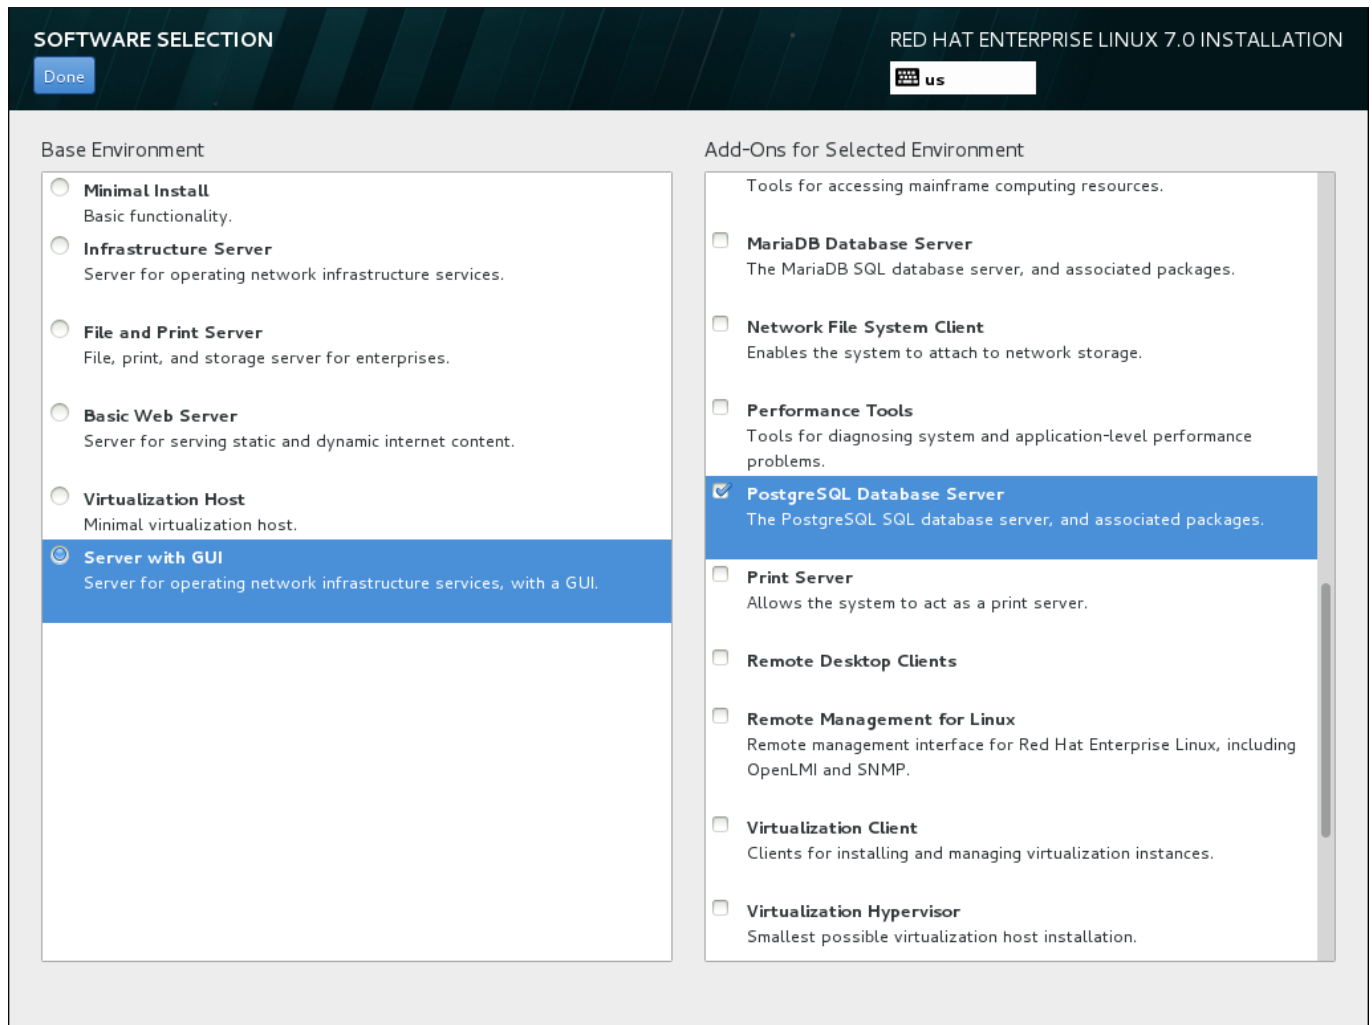 SOFTWARE SELECTION
Done
RED HAT ENTERPRISE LINUX 7.0 INSTALLATION
us
Base Environment
Minimal Install
Basic functionality.
Infrastructure Server
Server for operating network infrastructure services.
File and Print Server
File, print, and storage server for enterprises.
Basic Web Server
Server for serving static and dynamic internet content.
Virtualization Host
Minimal virtualization host.
Server with GUI
Server for operating network infrastructure services, with a GUI.
Add-Ons for Selected Environment
Tools for accessing mainframe computing resources.
MariaDB Database Server
The MariaDB SQL database server, and associated packages.
Network File System Client
Enables the system to attach to network storage.
Performance Tools
Tools for diagnosing system and application-level performance
problems.
PostgreSQL Database Server
The PostgreSQL SQL database server, and associated packages.
Print Server
Allows the system to act as a print server.
Remote Desktop Clients
Remote Management for Linux
Remote management interface for Red Hat Enterprise Linux, including
OpenLMI and SNMP.
Virtualization Client
Clients for installing and managing virtualization instances.
Virtualization Hypervisor
Smallest possible virtualization host installation.